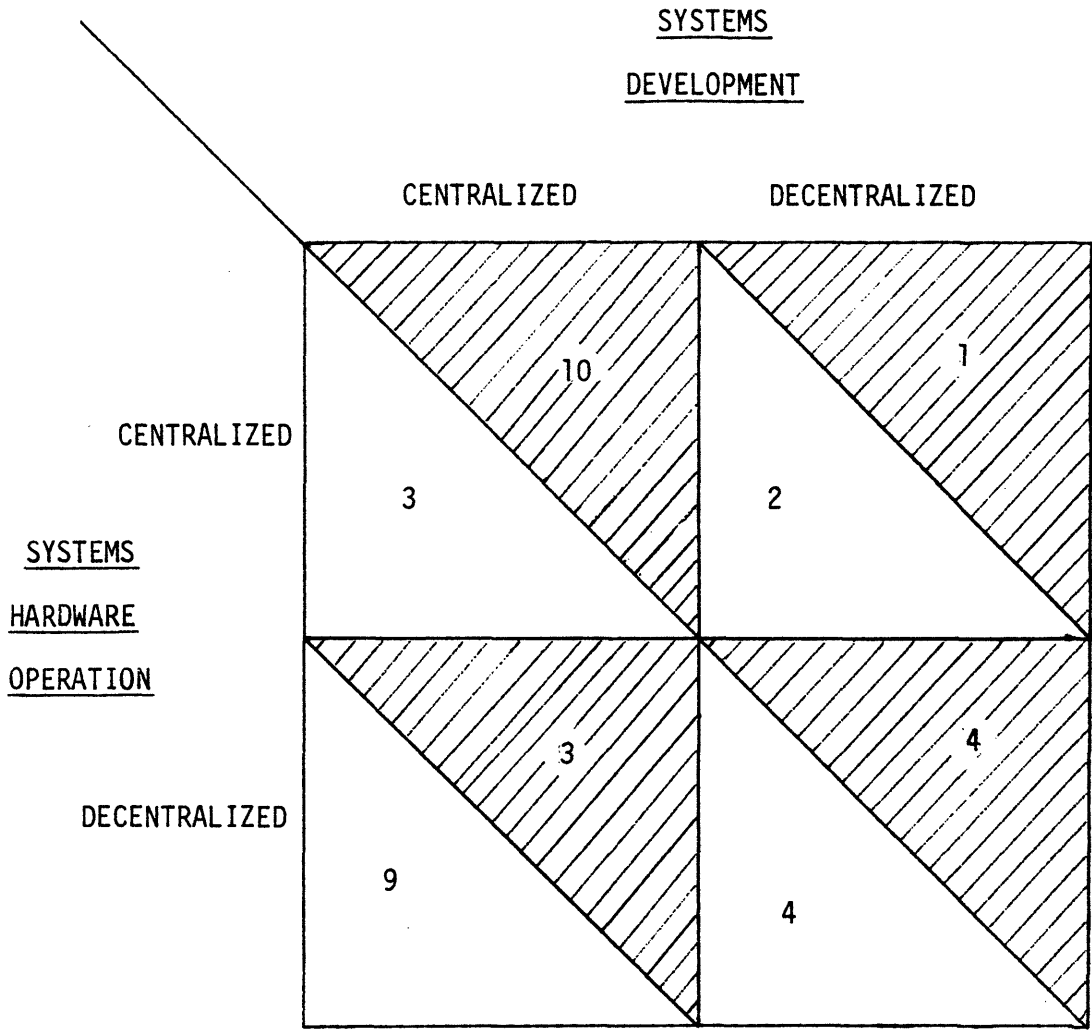 SYSTEMS
DEVELOPMENT
CENTRALIZED DECENTRALIZED
10 1
CENTRALIZED
3 2
SYSTEMS
HARDWARE
OPERATION
3 4
DECENTRALIZED
9 4